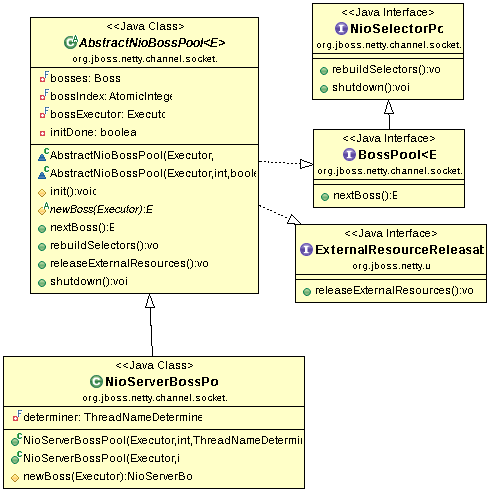 <<Java Class>>
AbstractNioBossPool<E>
org.jboss.netty.channel.socket.
bosses: Boss
bossIndex: AtomicIntege
bossExecutor: Executo
initDone: boolea
AbstractNioBossPool(Executor,
AbstractNioBossPool(Executor,int,boole
init():void
newBoss(Executor):E
nextBoss():E
rebuildSelectors():vo
releaseExternalResources():vo
shutdown():voi
<<Java Interface>>
NioSelectorPo
org.jboss.netty.channel.socket.
rebuildSelectors():vo
shutdown():voi
<<Java Interface>>
BossPool<E
org.jboss.netty.channel.socket.
nextBoss():E
<<Java Interface>>
ExternalResourceReleasat
org.jboss.netty.u
releaseExternalResources():vo
<<Java Class>>
NioServerBossPo
org.jboss.netty.channel.socket.
determiner: ThreadNameDetermine
NioServerBossPool(Executor,int,ThreadNameDetermin
NioServerBossPool(Executor,i
newBoss(Executor):NioServerBo